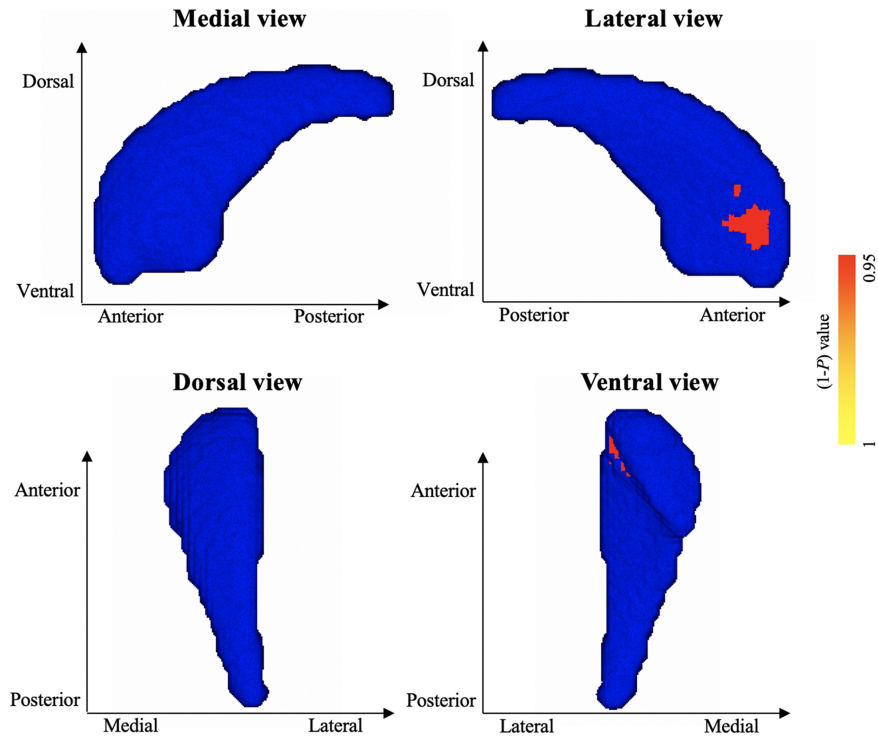 Medial view
Lateral view
Dorsal
Ventral
Anterior
Posterior
Dorsal
Ventral
Posterior
Anterior
0.95
(1-P) value
1
Dorsal view
Ventral view
Anterior
Posterior
Medial
Lateral
Anterior
Posterior
Lateral
Medial